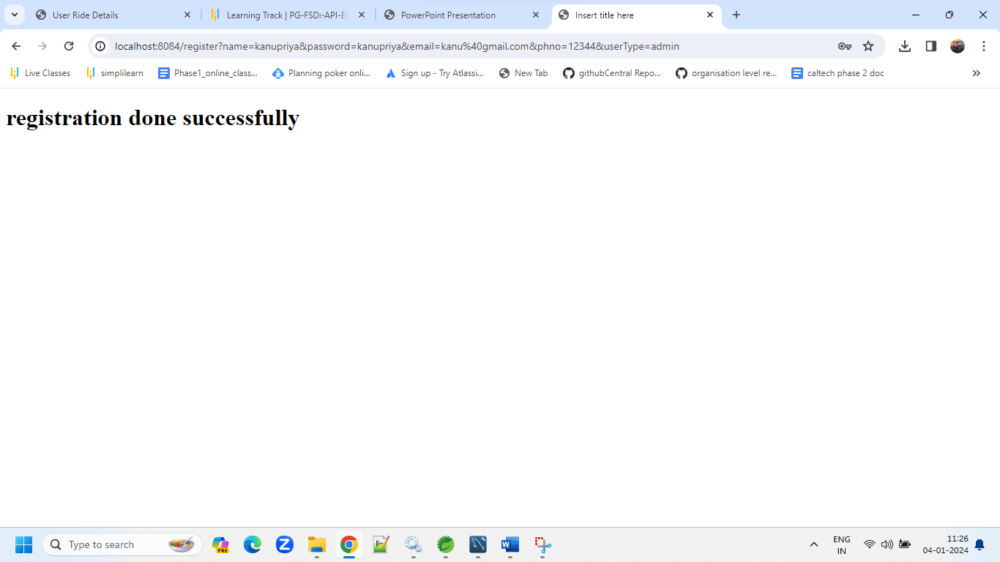 User Ride Details
Learning Track | PG-FSD:-API-En
PowerPoint Presentation
Insert title here
localhost:8084/register?name=kanupriya&password=kanupriya&email=kanu%40gmail.com&phno=12344&userType=admin
Live Classes
simplilearn
Phase1_online_class...
Planning poker onli...
Sign up - Try Atlassi...
New Tab
githubCentral Repo...
organisation level re...
caltech phase 2 doc
registration done successfully
Type to search
PRE
Z
W
ENG
IN
11:26
04-01-2024